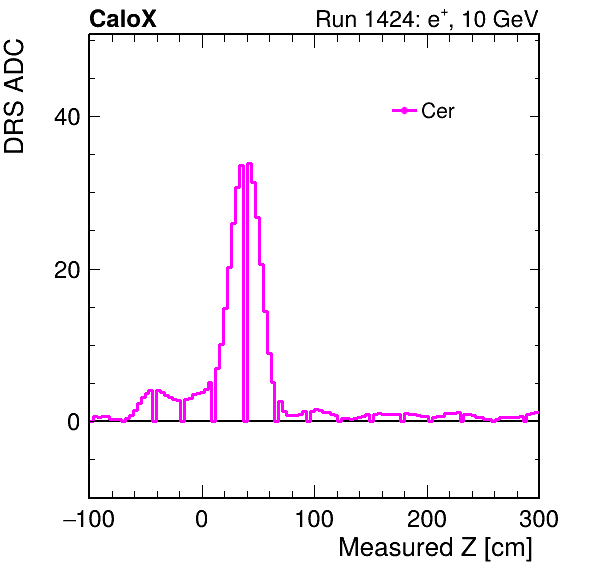 CaloX Run 1424: e⁺, 10 GeV
DRS ADC
Cer
40
20
0
−100 0 100 200 300
Measured Z [cm]